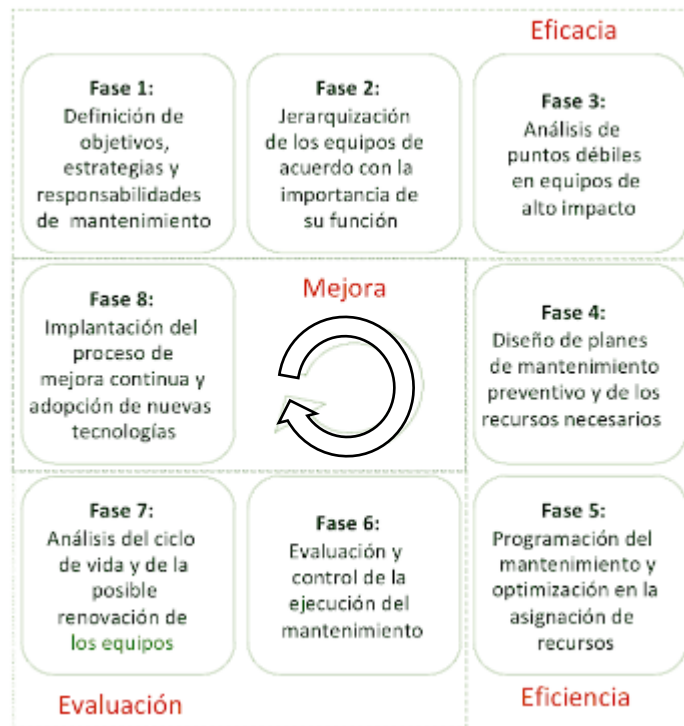 Eficacia
Fase 1:
Definición de
objetivos,
estrategias y
responsabilidades
de mantenimiento
Fase 2:
Jerarquización
de los equipos de
acuerdo con la
importancia de
su función
Fase 3:
Análisis de
puntos débiles
en equipos de
alto impacto
Fase 8:
Implantación del
proceso de
mejora continua y
adopción de nuevas
tecnologías
Mejora
Fase 4:
Diseño de planes
de mantenimiento
preventivo y de los
recursos necesarios
Fase 7:
Análisis del ciclo
de vida y de la
posible
renovación de
los equipos
Fase 6:
Evaluación y
control de la
ejecución del
mantenimiento
Fase 5:
Programación del
mantenimiento y
optimización en la
asignación de
recursos
Evaluación
Eficiencia